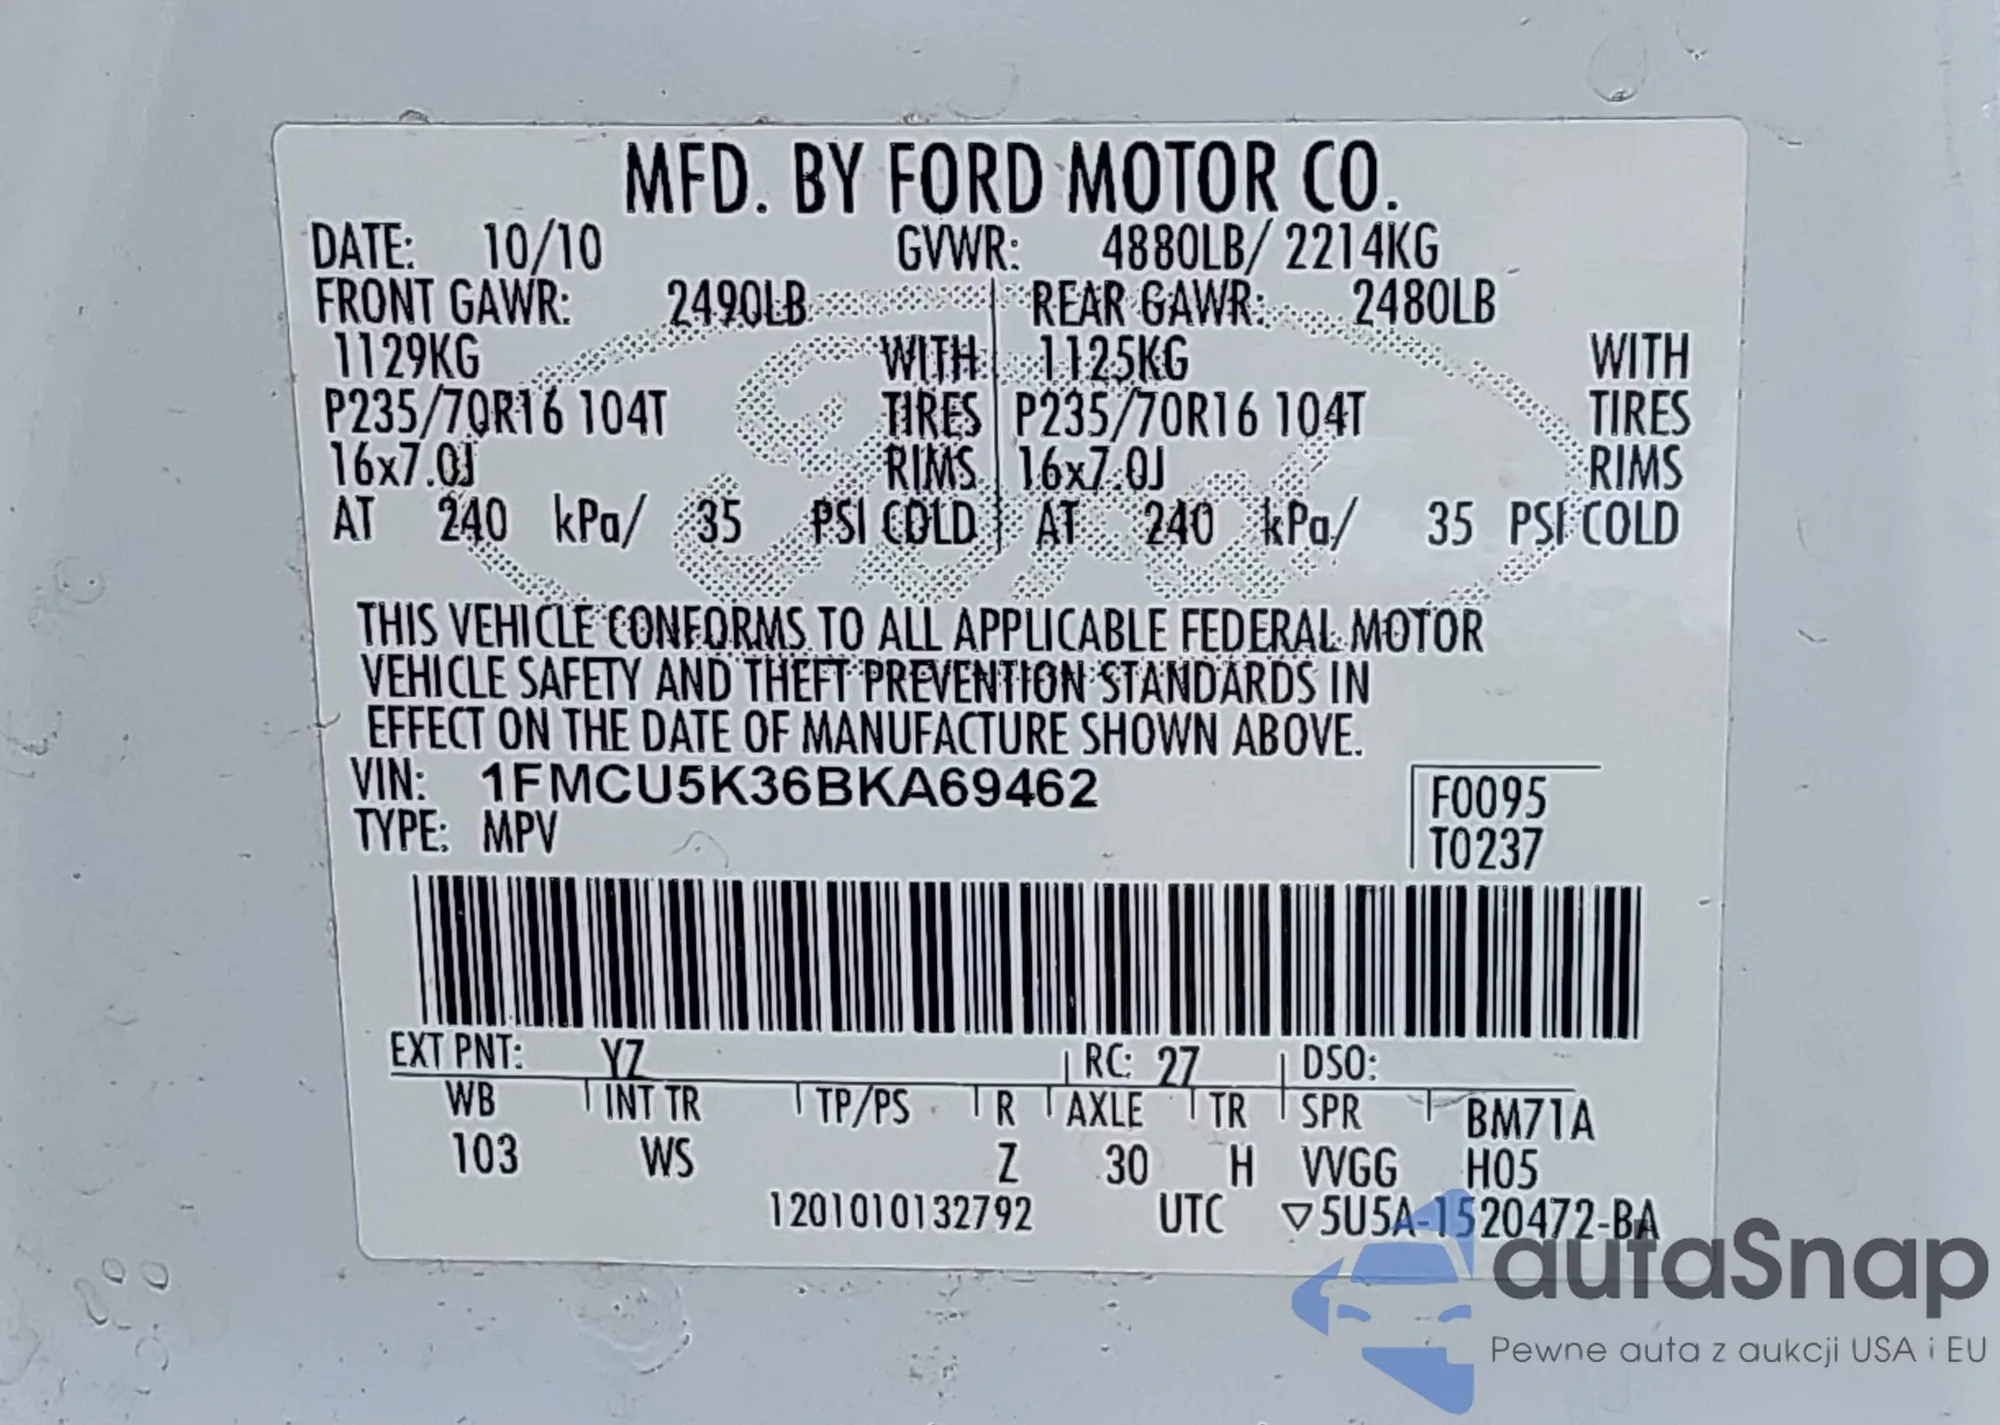 MFD. BY FORD MOTOR CO.
DATE: 10/10 GVWR: 4880LB/ 2214KG
FRONT GAWR: 2490LB REAR GAWR: 2480LB
1129KG WITH 1125KG WITH
P235/70R16 104T TIRES P235/70R16 104T TIRES
16x7.0J RIMS 16x7.0J RIMS
AT 240 kPa/ 35 PSI COLD AT 240 kPa/ 35 PSI COLD
THIS VEHICLE CONFORMS TO ALL APPLICABLE FEDERAL MOTOR
VEHICLE SAFETY AND THEFT PREVENTION STANDARDS IN
EFFECT ON THE DATE OF MANUFACTURE SHOWN ABOVE.
VIN: 1FMCU5K36BKA69462 F0095
TYPE: MPV T0237
EXT PNT: YZ RC: 27 DSO:
WB INT TR TP/PS R AXLE TR SPR BM71A
103 WS Z 30 H VVGG H05
1201010132792 UTC ▽5U5A-1520472-BA
autaSnap
Pewne auta z aukcji USA i EU